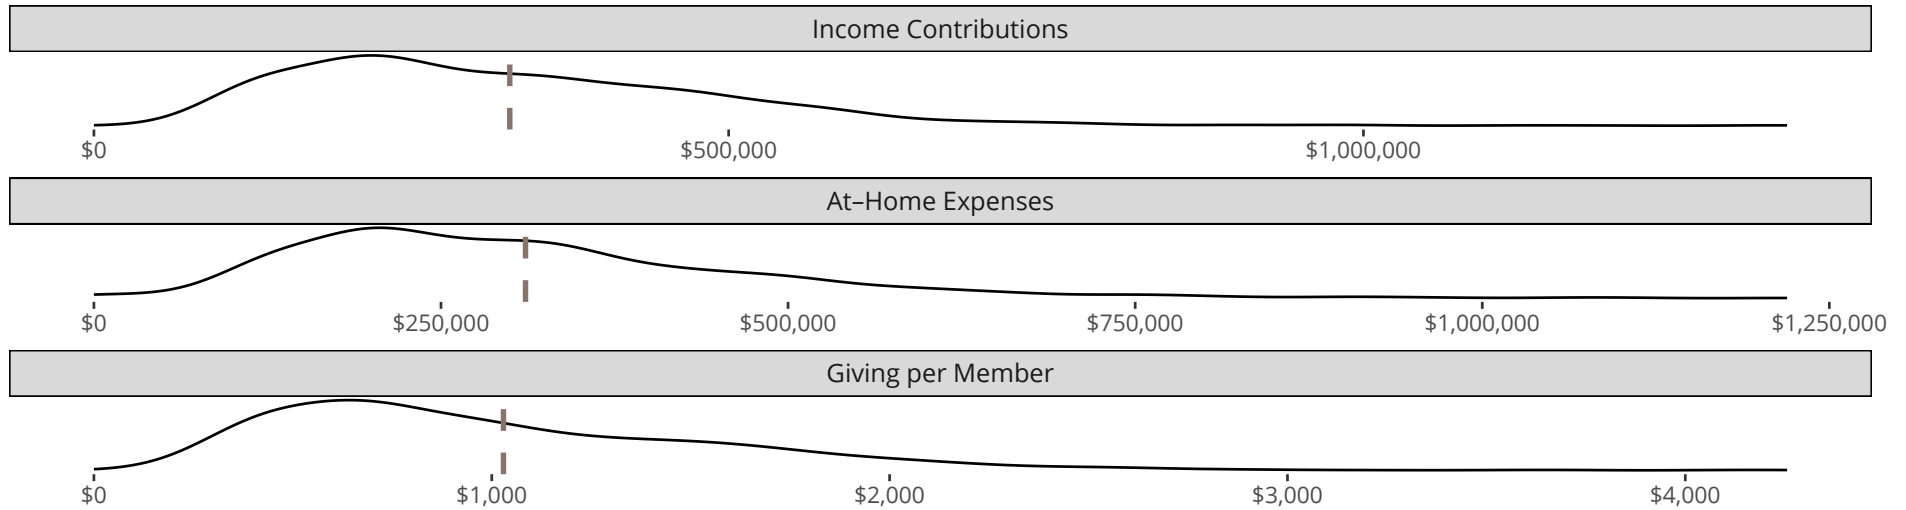 Income Contributions
$0 $500,000 $1,000,000
At–Home Expenses
$0 $250,000 $500,000 $750,000 $1,000,000 $1,250,000
Giving per Member
$0 $1,000 $2,000 $3,000 $4,000